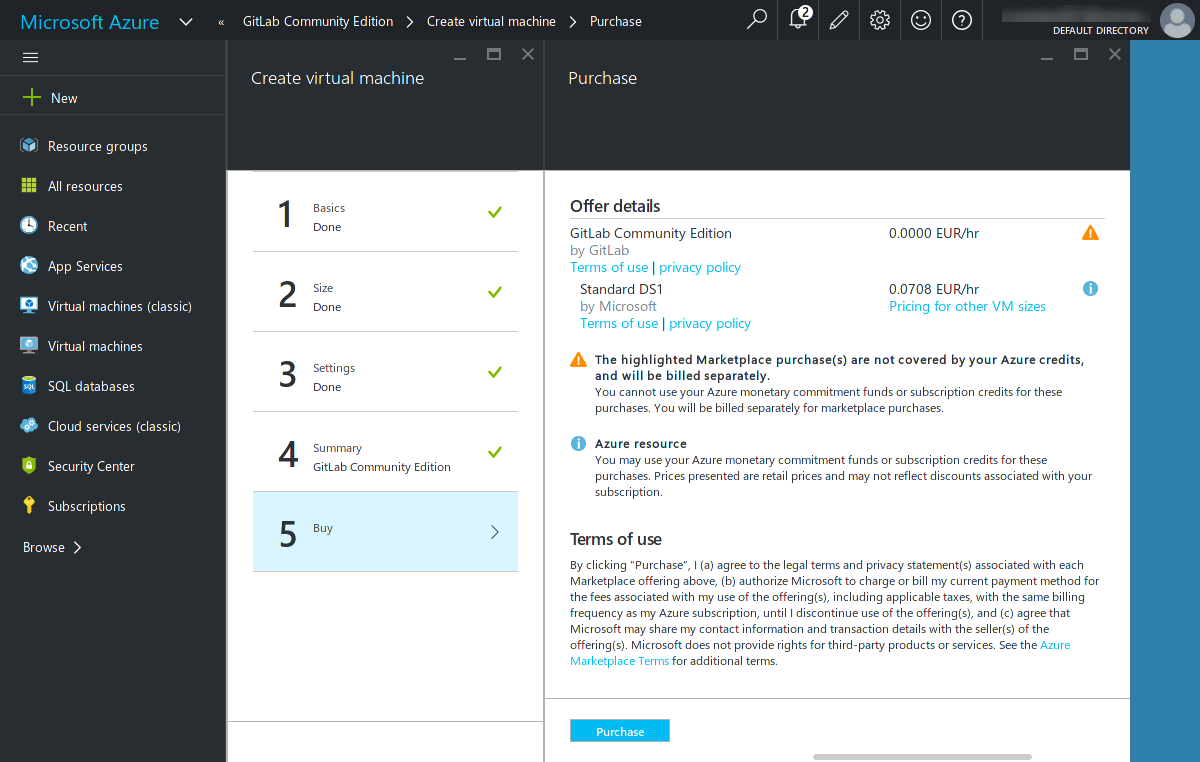 Microsoft Azure
« GitLab Community Edition Create virtual machine Purchase
2
DEFAULT DIRECTORY
New
Resource groups
All resources
Recent
App Services
Virtual machines (classic)
Virtual machines
SQL databases
Cloud services (classic)
Security Center
Subscriptions
Browse
Create virtual machine
1 Basics
Done
2 Size
Done
3 Settings
Done
4 Summary
GitLab Community Edition
5 Buy
Purchase
Offer details
GitLab Community Edition 0.0000 EUR/hr
by GitLab
Terms of use | privacy policy
Standard DS1 0.0708 EUR/hr
by Microsoft Pricing for other VM sizes
Terms of use | privacy policy
The highlighted Marketplace purchase(s) are not covered by your Azure credits,
and will be billed separately.
You cannot use your Azure monetary commitment funds or subscription credits for these
purchases. You will be billed separately for marketplace purchases.
Azure resource
You may use your Azure monetary commitment funds or subscription credits for these
purchases. Prices presented are retail prices and may not reflect discounts associated with your
subscription.
Terms of use
By clicking "Purchase", I (a) agree to the legal terms and privacy statement(s) associated with each
Marketplace offering above, (b) authorize Microsoft to charge or bill my current payment method for
the fees associated with my use of the offering(s), including applicable taxes, with the same billing
frequency as my Azure subscription, until I discontinue use of the offering(s), and (c) agree that
Microsoft may share my contact information and transaction details with the seller(s) of the
offering(s). Microsoft does not provide rights for third-party products or services. See the Azure
Marketplace Terms for additional terms.
Purchase